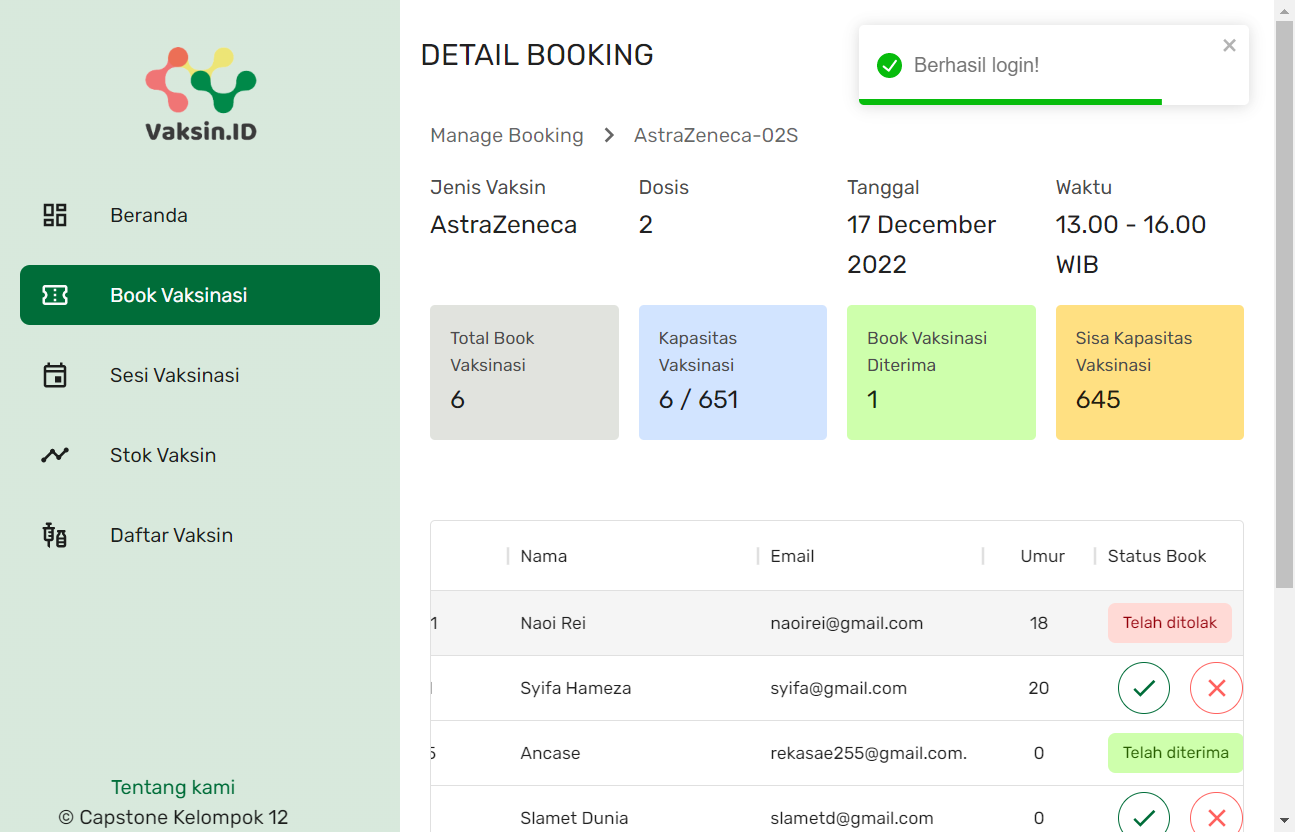 Vaksin.ID
Beranda
Book Vaksinasi
Sesi Vaksinasi
Stok Vaksin
Daftar Vaksin
Tentang kami
© Capstone Kelompok 12
DETAIL BOOKING
Berhasil login!
Manage Booking
AstraZeneca-02S
Jenis Vaksin
AstraZeneca
Dosis
2
Tanggal
17 December
2022
Waktu
13.00 - 16.00
WIB
Total Book
Vaksinasi
6
Kapasitas
Vaksinasi
6 / 651
Book Vaksinasi
Diterima
1
Sisa Kapasitas
Vaksinasi
645
Nama Email Umur Status Book
1 Naoi Rei naoirei@gmail.com 18 Telah ditolak
Syifa Hameza syifa@gmail.com 20
Ancase rekasae255@gmail.com. 0 Telah diterima
Slamet Dunia slametd@gmail.com 0